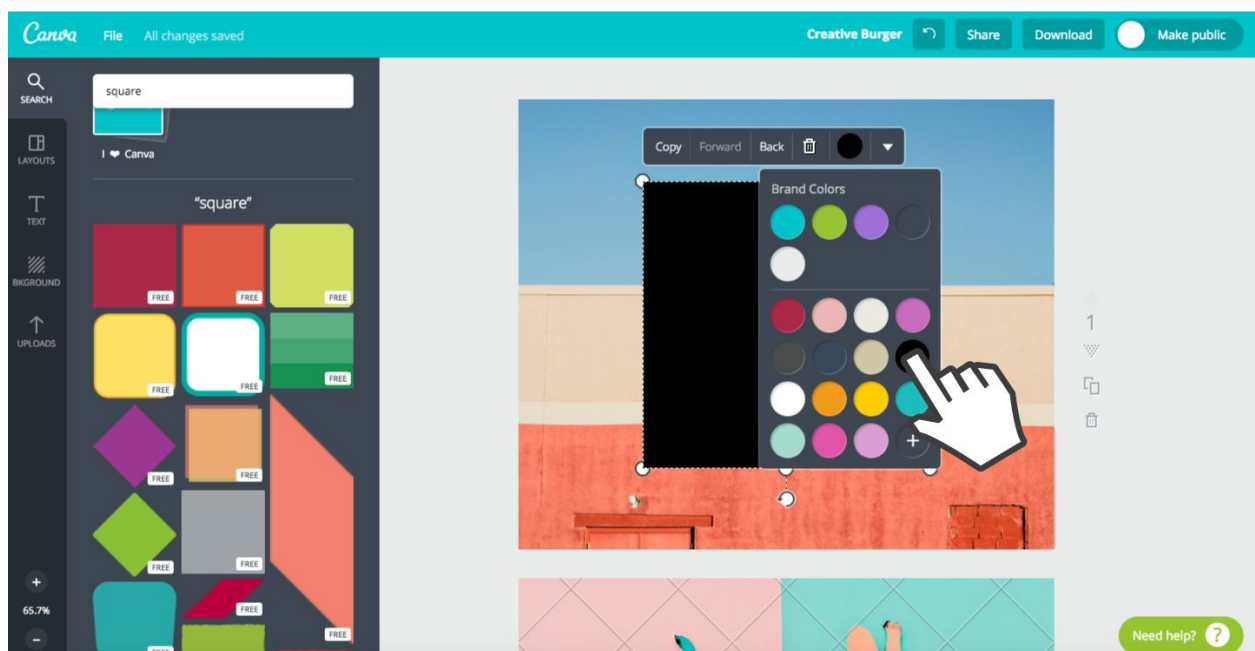 Canva File All changes saved Creative Burger Share Download Make public
SEARCH
square
LAYOUTS
I ❤ Canva
TEXT
"square"
BKGROUND
UPLOADS
FREE FREE FREE
FREE FREE FREE
FREE FREE
FREE FREE
FREE
FREE
FREE
+
65.7%
–
Copy Forward Back
Brand Colors
+
1
Need help? ?